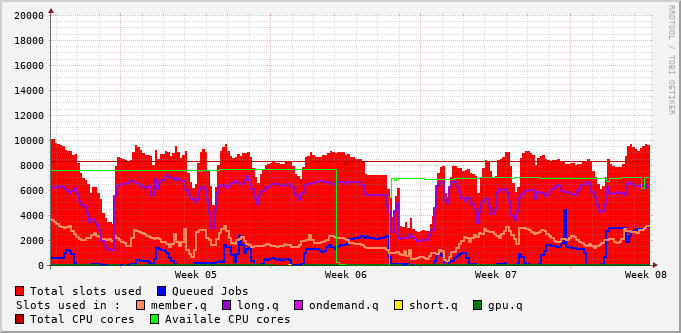 20000
18000
16000
14000
12000
10000
8000
6000
4000
2000
0
Week 05 Week 06 Week 07 Week 08
RRDTOOL / TOBI OETIKER
Total slots used Queued Jobs
Slots used in : member.q long.q ondemand.q short.q gpu.q
Total CPU cores Availale CPU cores